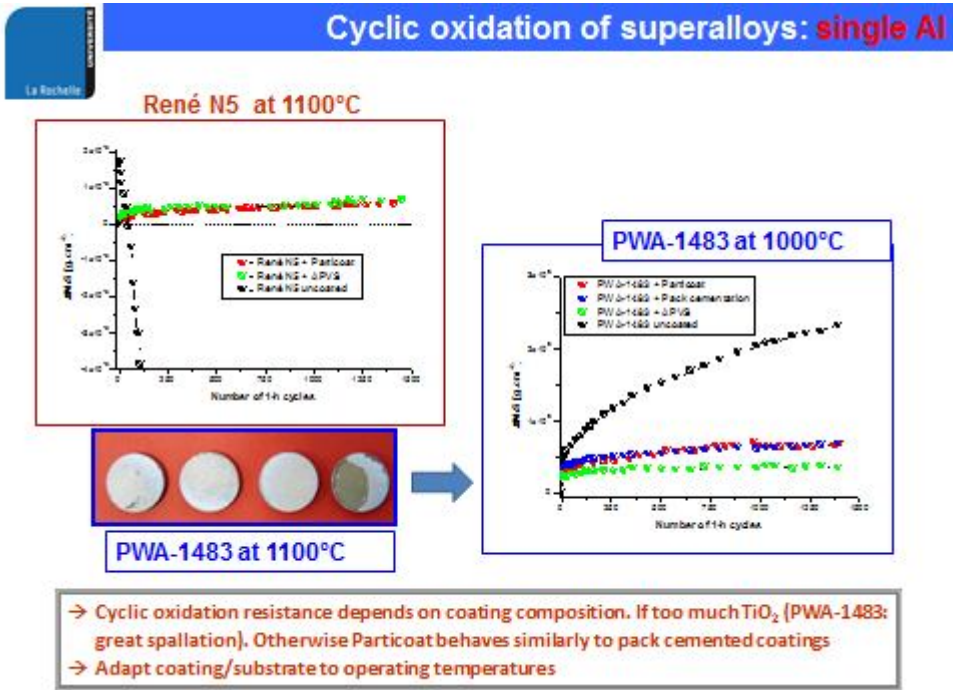 Cyclic oxidation of superalloys: single Al
UNIVERSITÉ
La Rochelle
René N5 at 1100°C
René N5 + Particoat
René N5 + APVS
René N5 uncoated
0
Number of 1-h cycles
PWA-1483 at 1000°C
PWA-1483 + Particoat
PWA-1483 + Pack cementation
PWA-1483 + APVS
PWA-1483 uncoated
0
Number of 1-h cycles
PWA-1483 at 1100°C
→ Cyclic oxidation resistance depends on coating composition. If too much TiO₂ (PWA-1483:
great spallation). Otherwise Particoat behaves similarly to pack cemented coatings
→ Adapt coating/substrate to operating temperatures